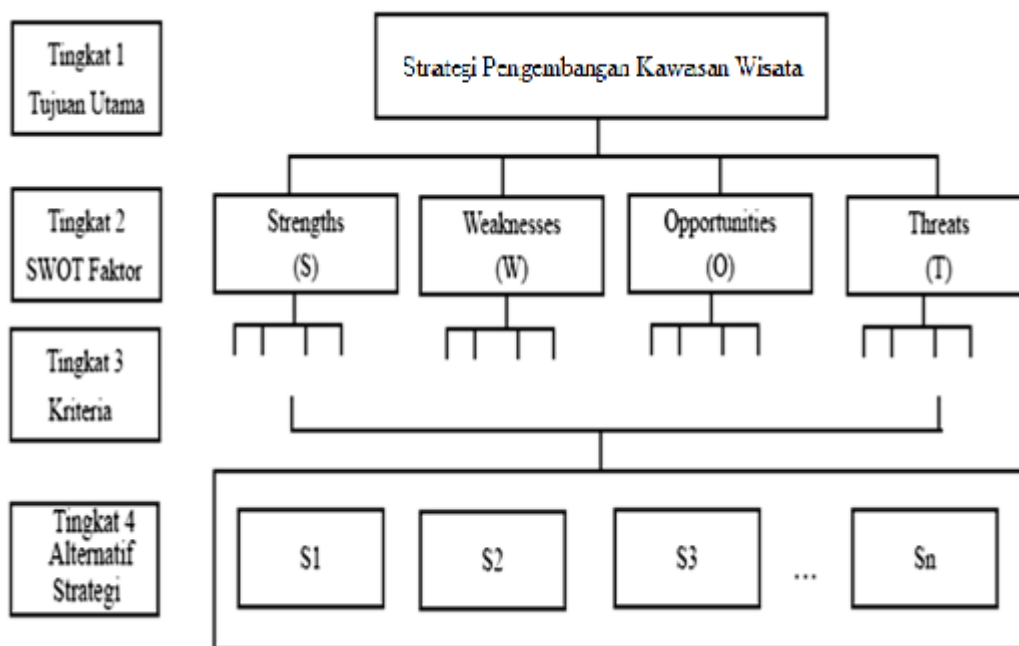 Tingkat 1
Tujuan Utama
Strategi Pengembangan Kawasan Wisata
Tingkat 2
SWOT Faktor
Strengths
(S)
Weaknesses
(W)
Opportunities
(O)
Threats
(T)
Tingkat 3
Kriteria
Tingkat 4
Alternatif
Strategi
S1
S2
S3
...
Sn